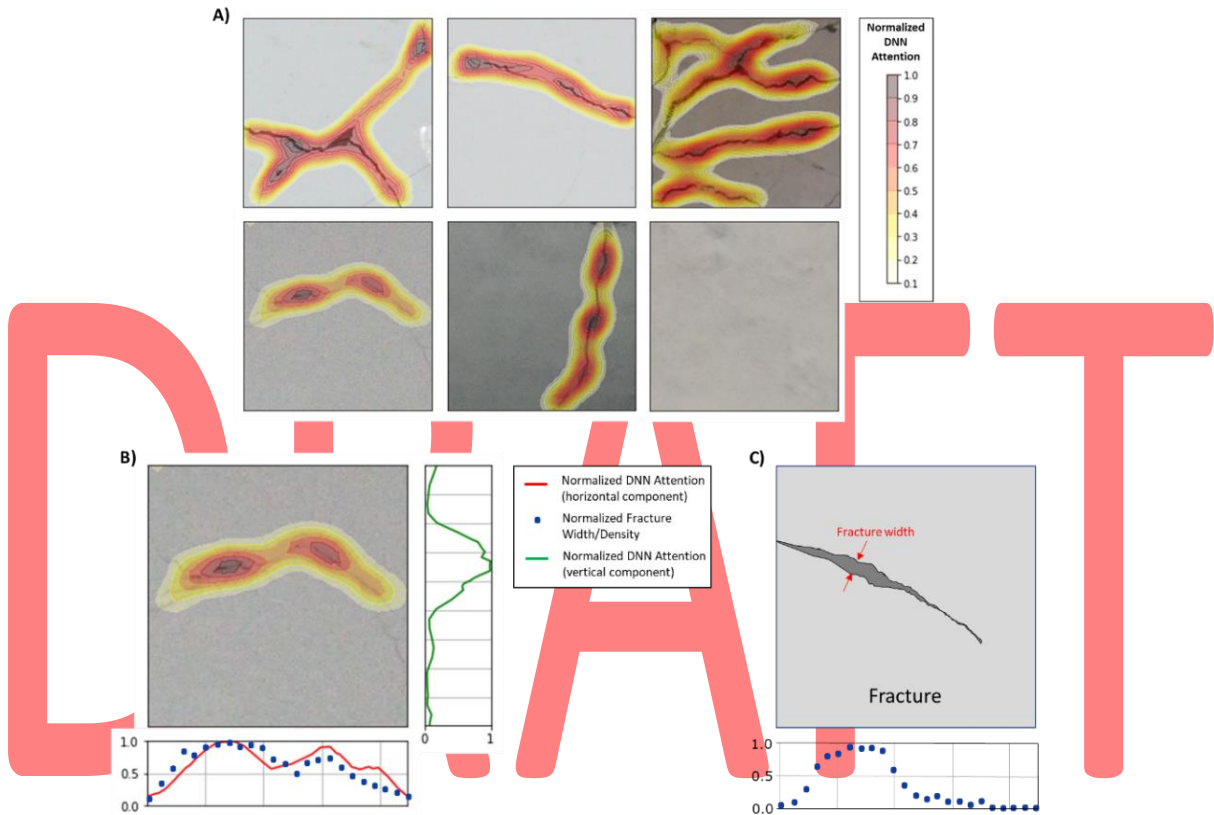 A)
Normalized
DNN
Attention
1.0
0.9
0.8
0.7
0.6
0.5
0.4
0.3
0.2
0.1
DRAFT
B)
Normalized DNN Attention
(horizontal component)
Normalized Fracture
Width/Density
Normalized DNN Attention
(vertical component)
0
1
1.0
0.5
0.0
C)
Fracture width
Fracture
1.0
0.5
0.0